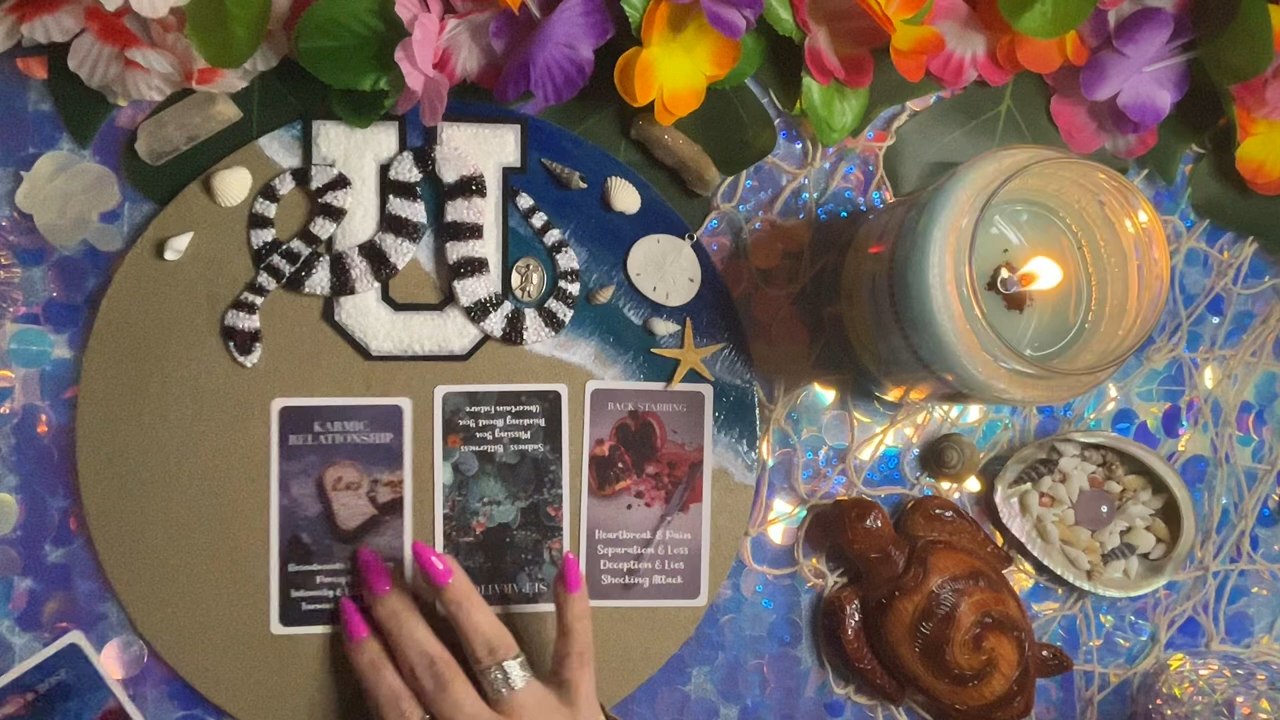 U
KARMIC
RELATIONSHIP
BACK STABBING
Heartbreak & Pain
Separation & Loss
Deception & Lies
Shocking Attack
Uncertain Future
Thinking About You
Missing You
Sadness Bitterness
Intensity &